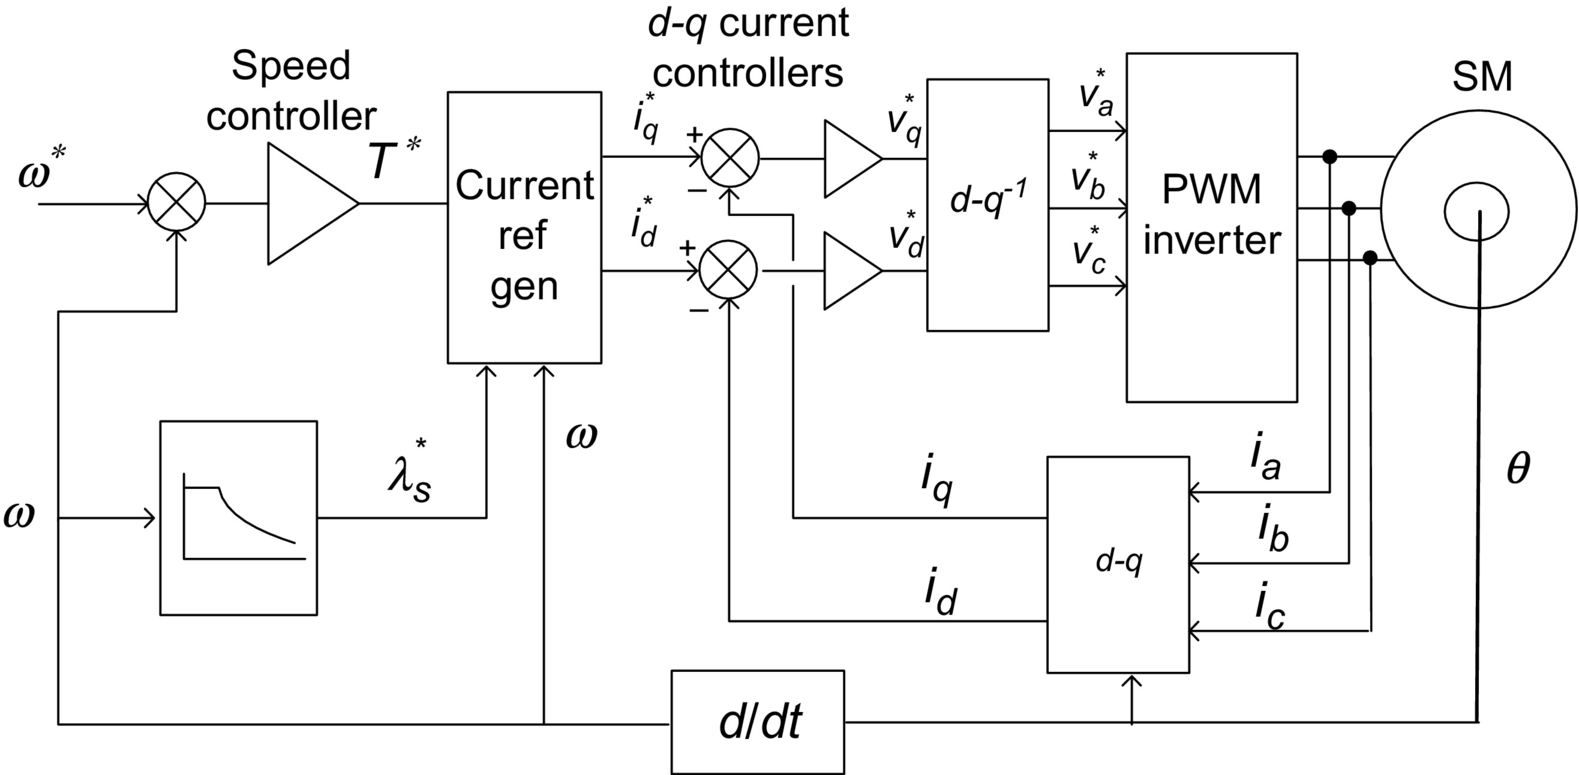 d-q current
controllers
Speed
controller
SM
ω*
T*
Current
ref
gen
i*q
+
−
i*d
+
−
v*q
v*d
d-q-1
v*a
v*b
v*c
PWM
inverter
ω
λ*s
ω
iq
id
d-q
ia
ib
ic
θ
d/dt